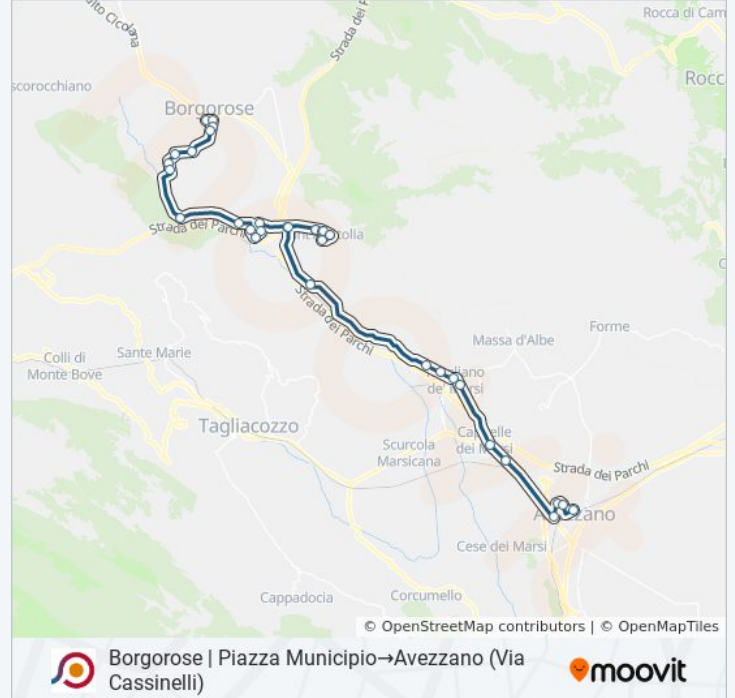 Rocca di Cam
Strada dei P
Rocc
scorocchiano
Borgorose
Strada dei Parchi
Strada dei Parchi
Forme
Massa d'Albe
Colli di
Monte Bove
Sante Marie
de' Marsi
Tagliacozzo
Scurcola
Marsicana
Strada dei Parchi
Cese dei Marsi
Cappadocia
Corcumello
© OpenStreetMap contributors | © OpenMapTiles
Borgorose | Piazza Municipio→Avezzano (Via
Cassinelli)
moovit